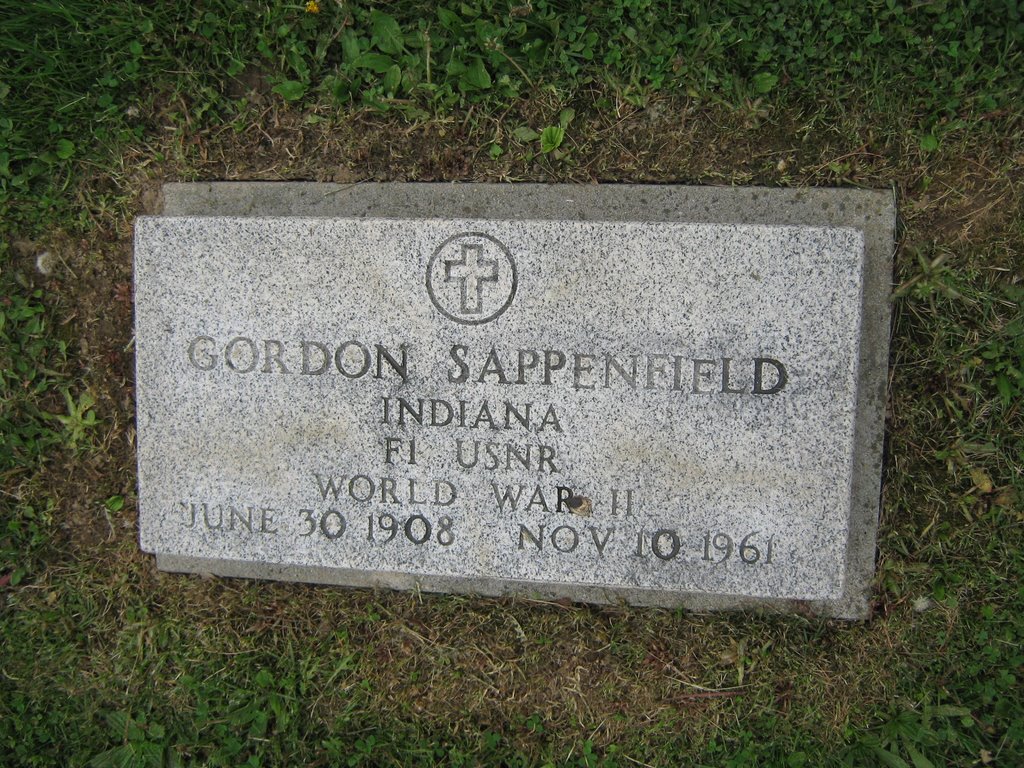 GORDON SAPPENFIELD
INDIANA
F1 USNR
WORLD WAR II
JUNE 30 1908 NOV 10 1961